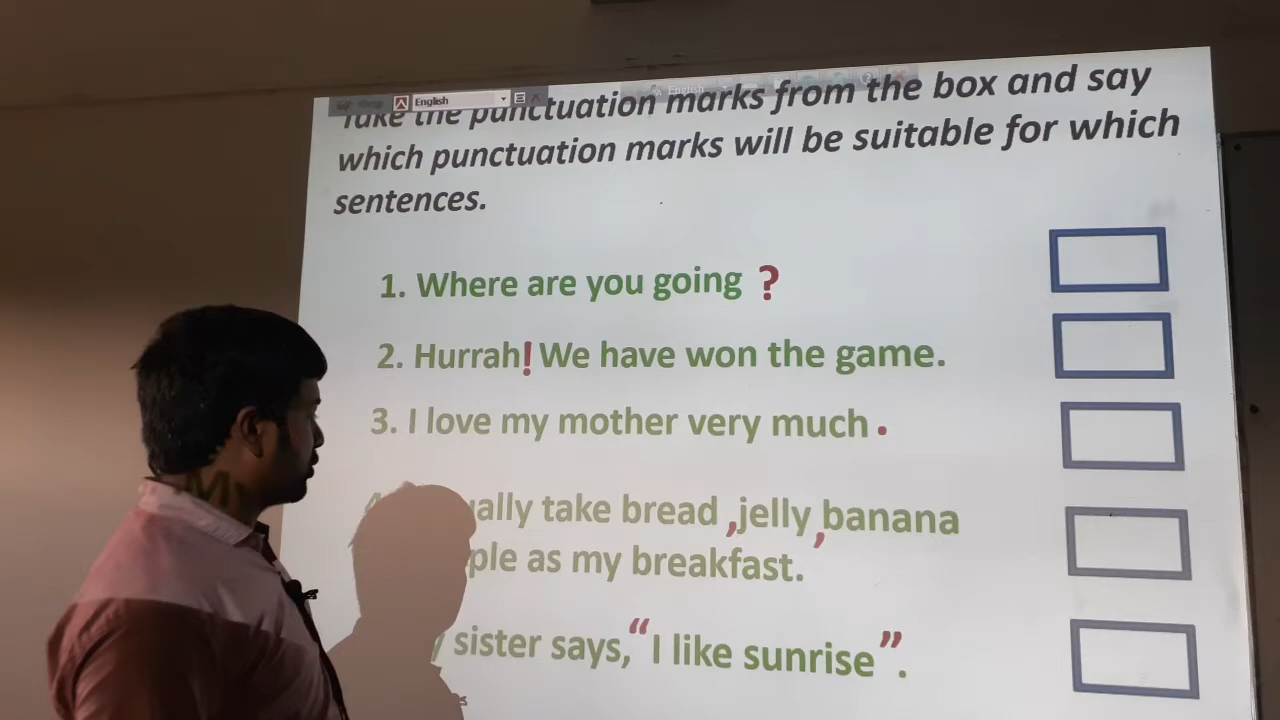 English
Take the punctuation marks from the box and say
which punctuation marks will be suitable for which
sentences.
1. Where are you going ?
2. Hurrah! We have won the game.
3. I love my mother very much .
take bread ,jelly,banana
as my breakfast.
sister says,“I like sunrise”.